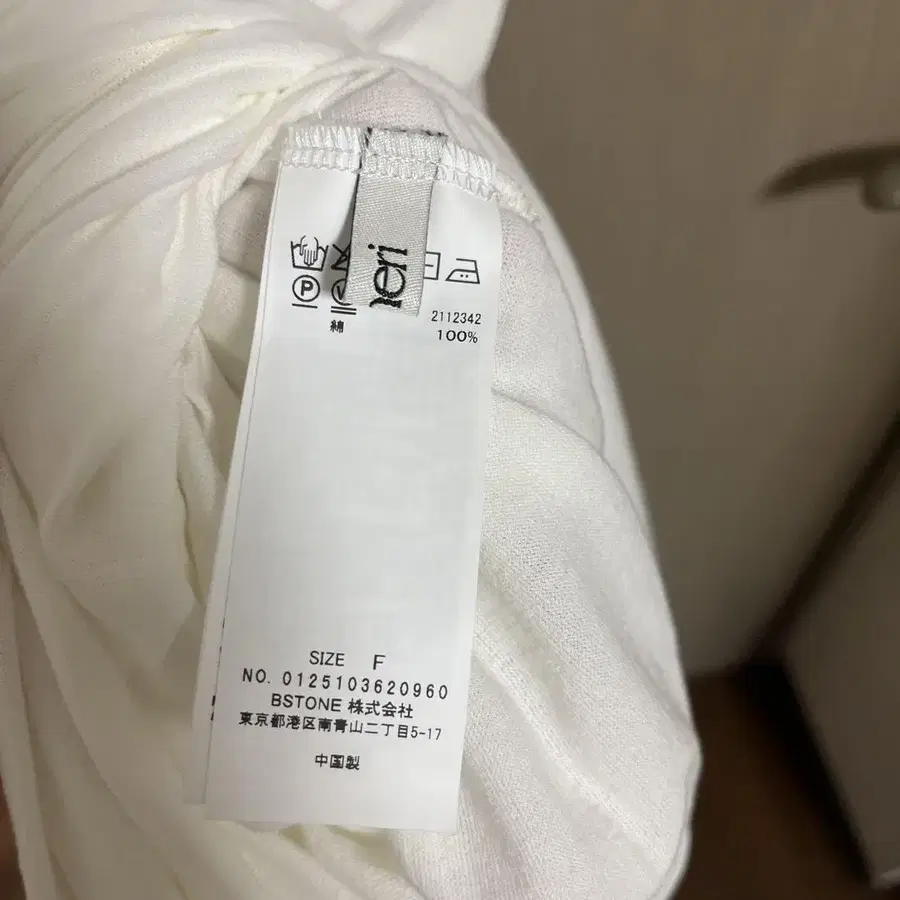 P
2112342
綿 100%
SIZE F
NO. 0125103620960
BSTONE 株式会社
東京都港区南青山二丁目5-17
中国製